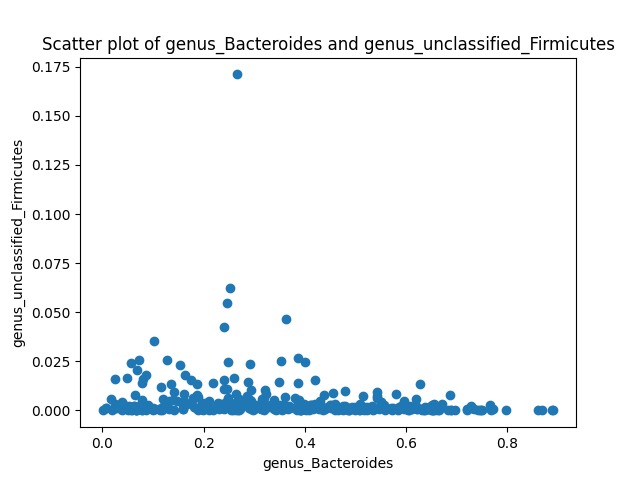 Scatter plot of genus_Bacteroides and genus_unclassified_Firmicutes
0.175
0.150
0.125
0.100
0.075
0.050
0.025
0.000
genus_unclassified_Firmicutes
0.0 0.2 0.4 0.6 0.8
genus_Bacteroides